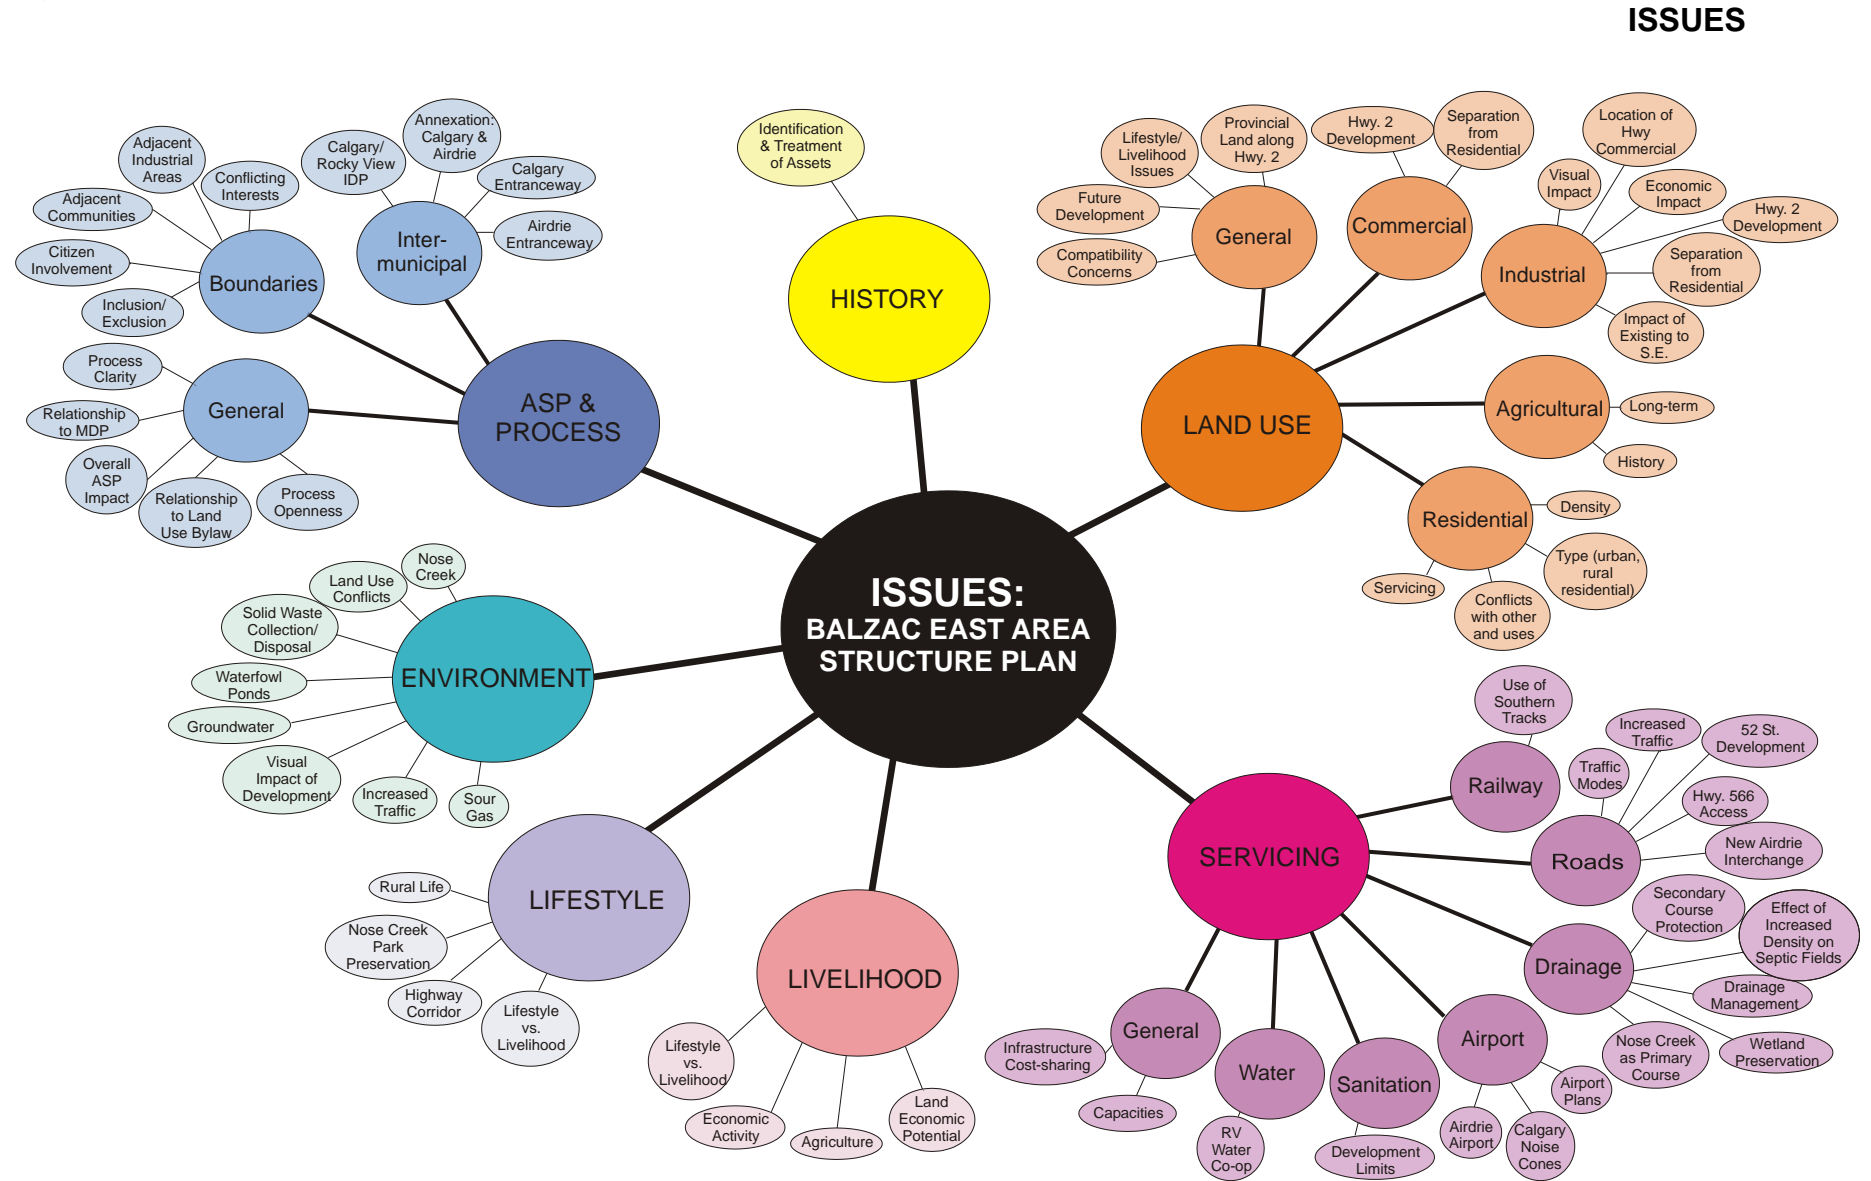 ISSUES
ISSUES:
BALZAC EAST AREA
STRUCTURE PLAN
HISTORY
Identification
& Treatment
of Assets
ASP &
PROCESS
Inter-
municipal
Calgary/
Rocky View
IDP
Annexation:
Calgary &
Airdrie
Calgary
Entranceway
Airdrie
Entranceway
Boundaries
Adjacent
Industrial
Areas
Conflicting
Interests
Adjacent
Communities
Citizen
Involvement
Inclusion/
Exclusion
General
Process
Clarity
Relationship
to MDP
Overall
ASP
Impact
Relationship
to Land
Use Bylaw
Process
Openness
LAND USE
General
Lifestyle/
Livelihood
Issues
Provincial
Land along
Hwy. 2
Future
Development
Compatibility
Concerns
Commercial
Hwy. 2
Development
Separation
from
Residential
Industrial
Visual
Impact
Location of
Hwy
Commercial
Economic
Impact
Hwy. 2
Development
Separation
from
Residential
Impact of
Existing to
S.E.
Agricultural
Long-term
History
Residential
Density
Type (urban,
rural
residential)
Conflicts
with other
and uses
Servicing
ENVIRONMENT
Nose
Creek
Land Use
Conflicts
Solid Waste
Collection/
Disposal
Waterfowl
Ponds
Groundwater
Visual
Impact of
Development
Increased
Traffic
Sour
Gas
LIFESTYLE
Rural Life
Nose Creek
Park
Preservation
Highway
Corridor
Lifestyle
vs.
Livelihood
LIVELIHOOD
Lifestyle
vs.
Livelihood
Economic
Activity
Agriculture
Land
Economic
Potential
SERVICING
Railway
Use of
Southern
Tracks
Roads
Traffic
Modes
Increased
Traffic
52 St.
Development
Hwy. 566
Access
New Airdrie
Interchange
Drainage
Secondary
Course
Protection
Effect of
Increased
Density on
Septic Fields
Drainage
Management
Wetland
Preservation
Nose Creek
as Primary
Course
Airport
Airport
Plans
Calgary
Noise
Cones
Airdrie
Airport
Sanitation
Development
Limits
Water
RV
Water
Co-op
General
Infrastructure
Cost-sharing
Capacities